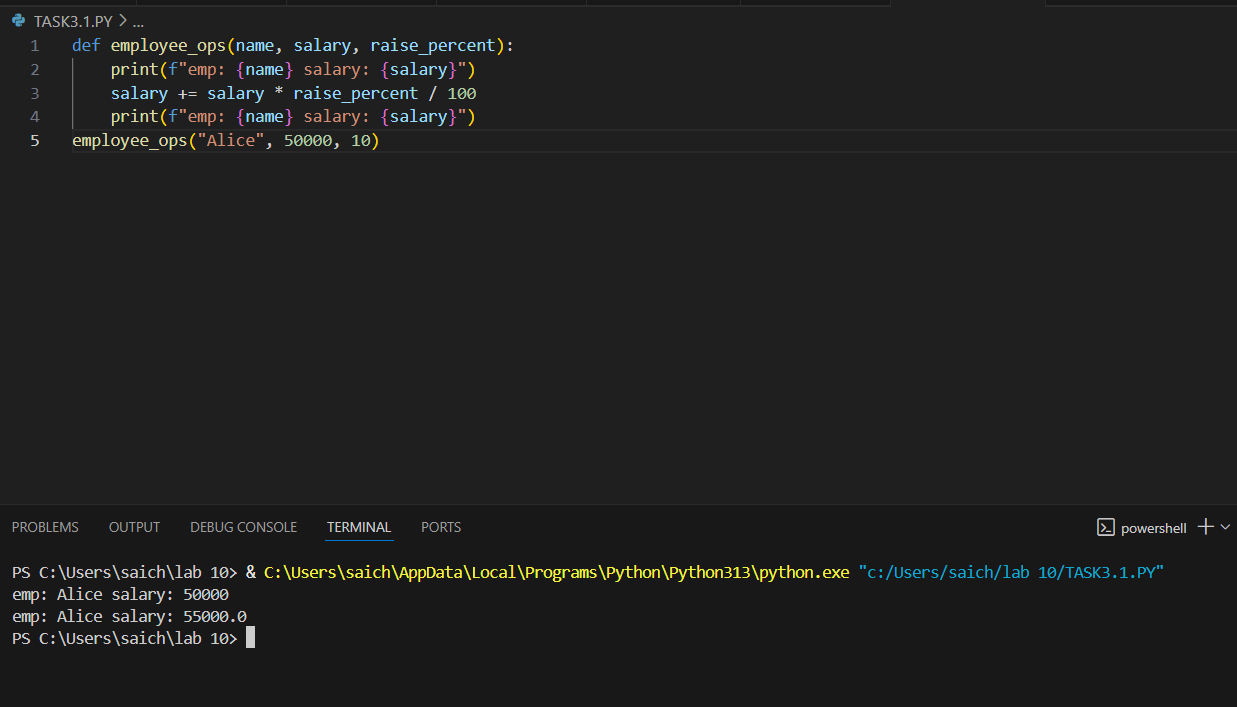 TASK3.1.PY > ...
1 def employee_ops(name, salary, raise_percent):
2     print(f"emp: {name} salary: {salary}")
3     salary += salary * raise_percent / 100
4     print(f"emp: {name} salary: {salary}")
5 employee_ops("Alice", 50000, 10)
PROBLEMS OUTPUT DEBUG CONSOLE TERMINAL PORTS powershell
PS C:\Users\saich\lab 10> & C:\Users\saich\AppData\Local\Programs\Python\Python313\python.exe "c:/Users/saich/lab 10/TASK3.1.PY"
emp: Alice salary: 50000
emp: Alice salary: 55000.0
PS C:\Users\saich\lab 10>